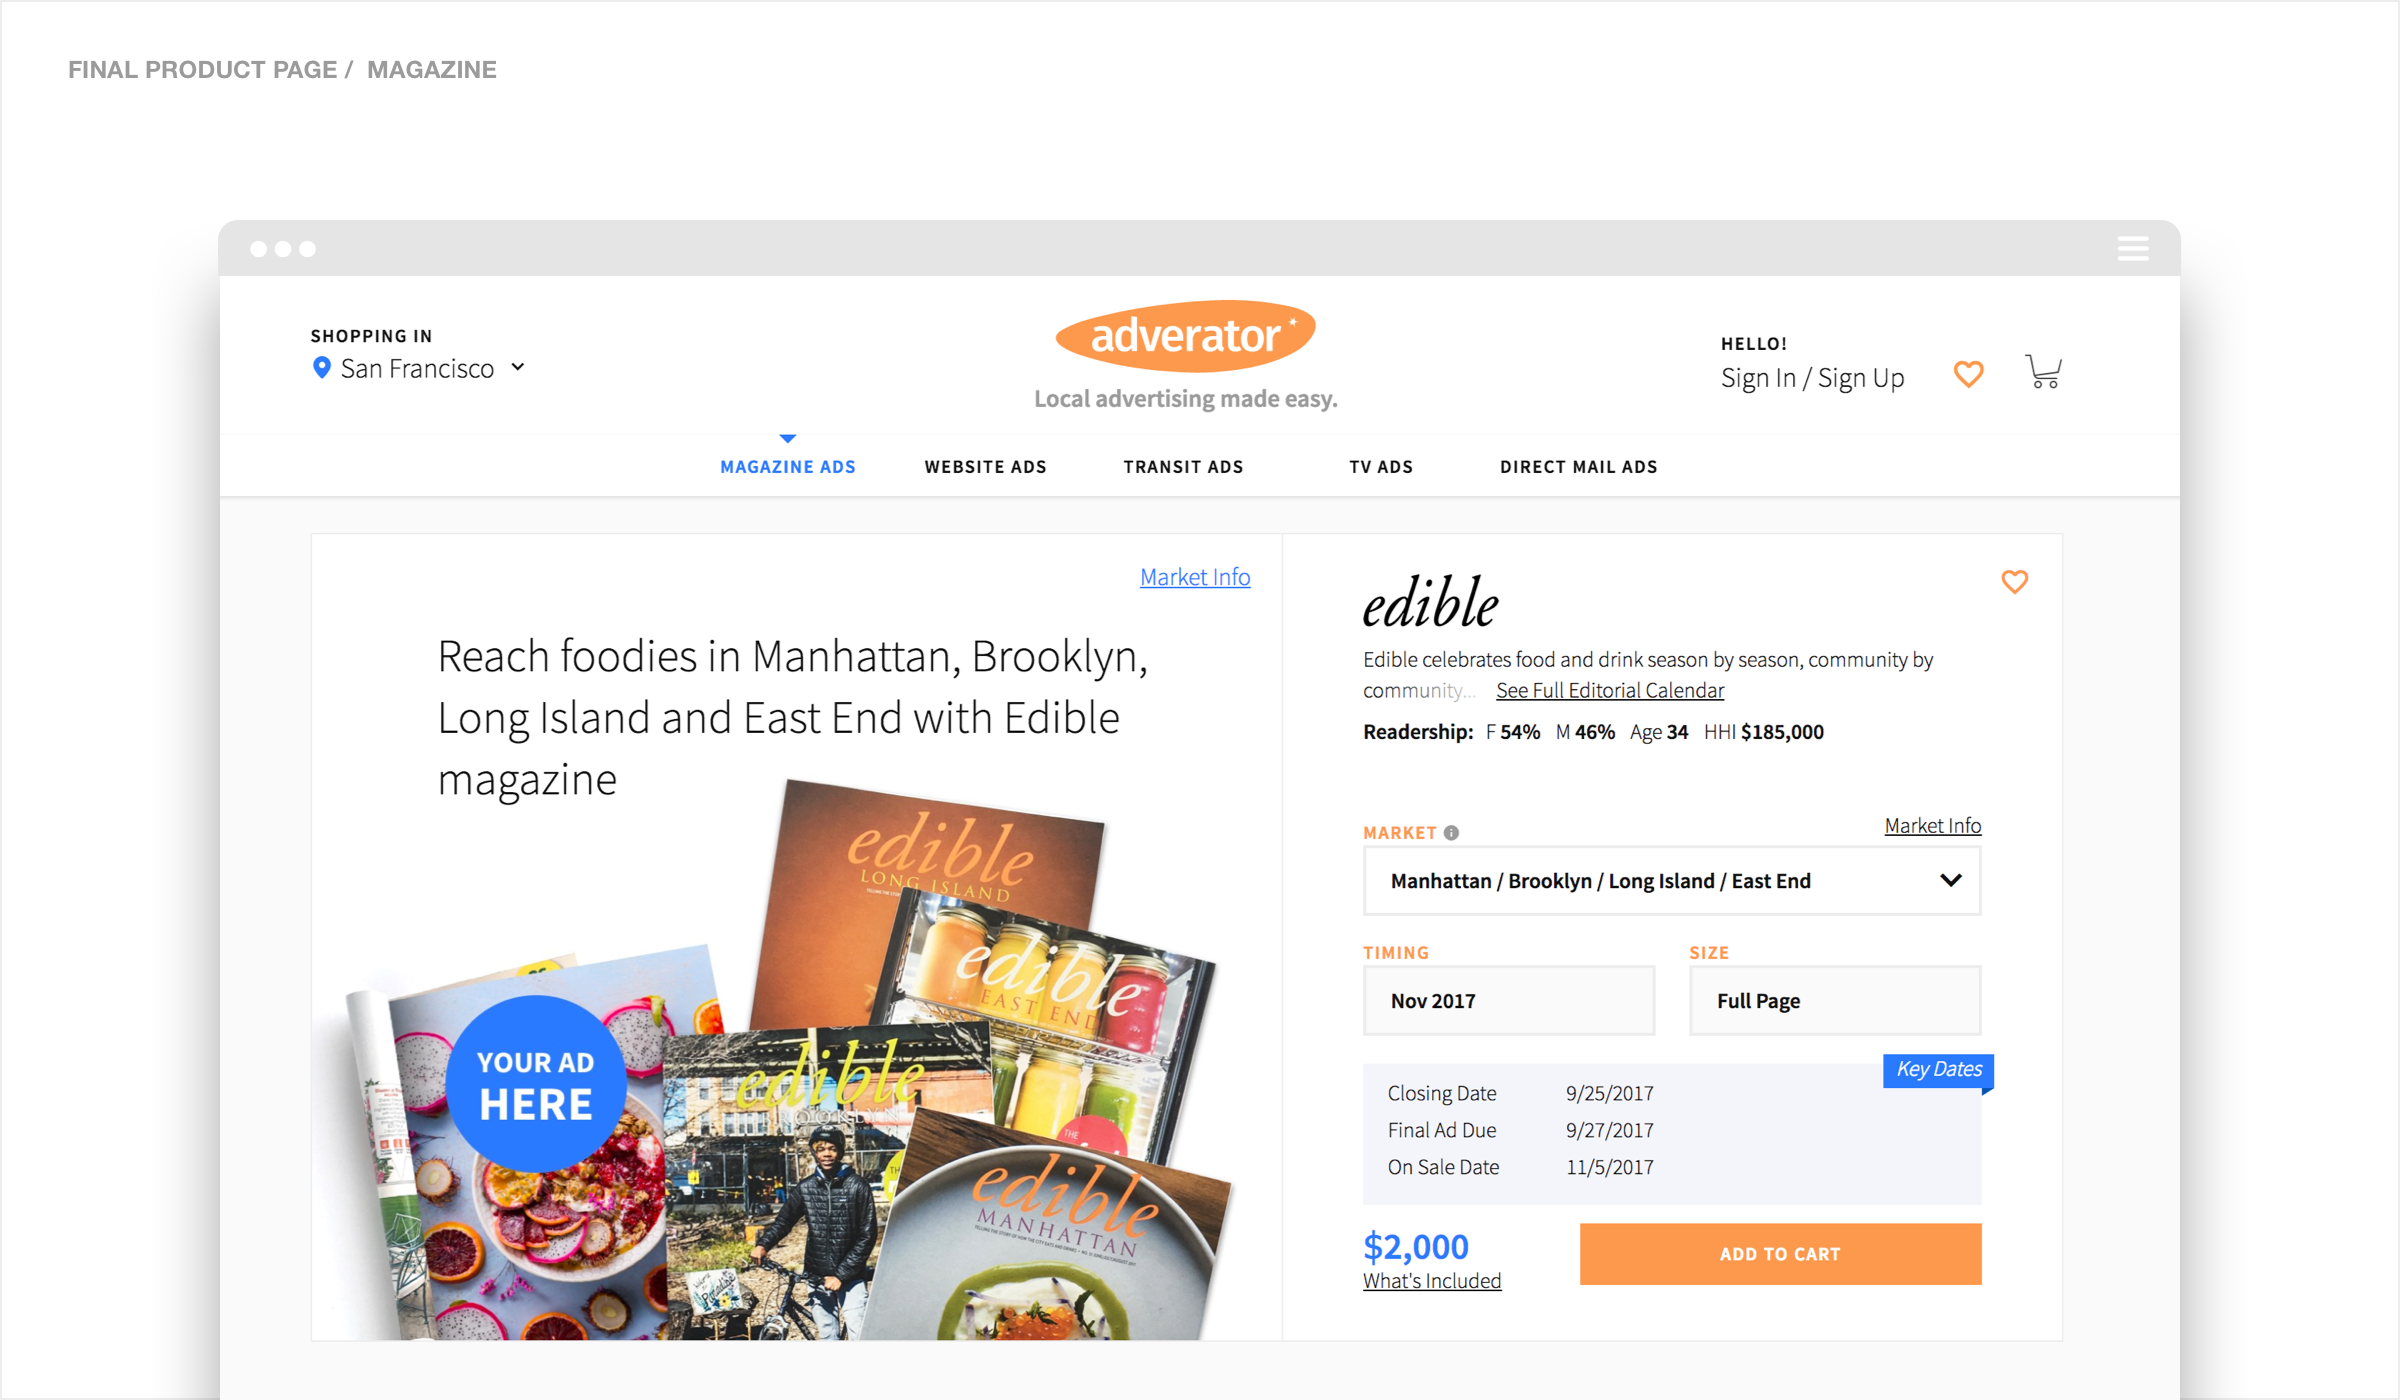 FINAL PRODUCT PAGE / MAGAZINE
SHOPPING IN
San Francisco
adverator
Local advertising made easy.
HELLO!
Sign In / Sign Up
MAGAZINE ADS
WEBSITE ADS
TRANSIT ADS
TV ADS
DIRECT MAIL ADS
Market Info
Reach foodies in Manhattan, Brooklyn,
Long Island and East End with Edible
magazine
edible
LONG ISLAND
edible
EAST END
YOUR AD
HERE
edible
BROOKLYN
THE
edible
MANHATTAN
edible
Edible celebrates food and drink season by season, community by
community... See Full Editorial Calendar
Readership: F 54% M 46% Age 34 HHI $185,000
MARKET
Market Info
Manhattan / Brooklyn / Long Island / East End
TIMING
SIZE
Nov 2017
Full Page
Key Dates
Closing Date 9/25/2017
Final Ad Due 9/27/2017
On Sale Date 11/5/2017
$2,000
What's Included
ADD TO CART